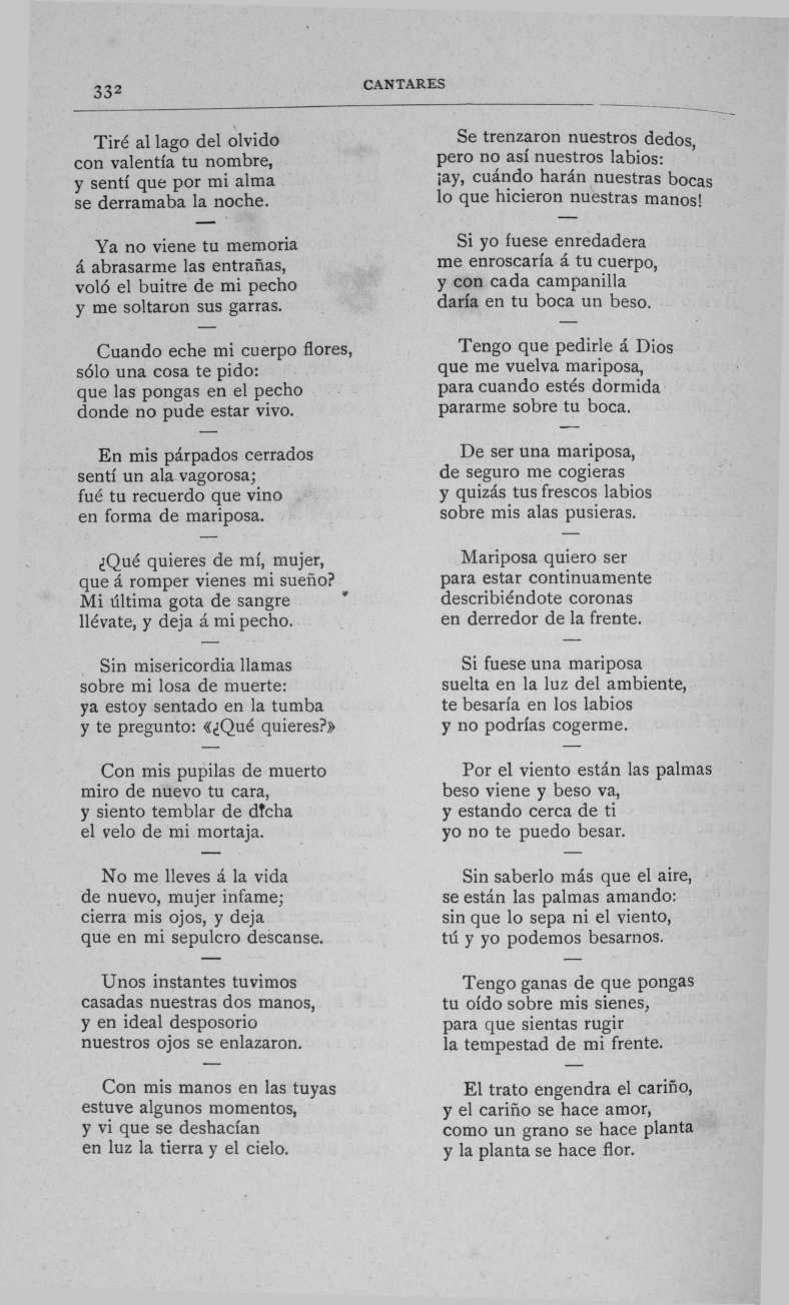 332
CANTARES
Tiré al lago del olvido
con valentía tu nombre,
y sentí que por mi alma
se derramaba la noche.
—
Ya no viene tu memoria
á abrasarme las entrañas,
voló el buitre de mi pecho
y me soltaron sus garras.
—
Cuando eche mi cuerpo flores,
sólo una cosa te pido:
que las pongas en el pecho
donde no pude estar vivo.
—
En mis párpados cerrados
sentí un ala vagorosa;
fué tu recuerdo que vino
en forma de mariposa.
—
¿Qué quieres de mí, mujer,
que á romper vienes mi sueño?
Mi última gota de sangre
llévate, y deja á mi pecho.
—
Sin misericordia llamas
sobre mi losa de muerte:
ya estoy sentado en la tumba
y te pregunto: «¿Qué quieres?»
—
Con mis pupilas de muerto
miro de nuevo tu cara,
y siento temblar de dicha
el velo de mi mortaja.
—
No me lleves á la vida
de nuevo, mujer infame;
cierra mis ojos, y deja
que en mi sepulcro descanse.
—
Unos instantes tuvimos
casadas nuestras dos manos,
y en ideal desposorio
nuestros ojos se enlazaron.
—
Con mis manos en las tuyas
estuve algunos momentos,
y vi que se deshacían
en luz la tierra y el cielo.
Se trenzaron nuestros dedos,
pero no así nuestros labios:
¡ay, cuándo harán nuestras bocas
lo que hicieron nuestras manos!
—
Si yo fuese enredadera
me enroscaría á tu cuerpo,
y con cada campanilla
daría en tu boca un beso.
—
Tengo que pedirle á Dios
que me vuelva mariposa,
para cuando estés dormida
pararme sobre tu boca.
—
De ser una mariposa,
de seguro me cogieras
y quizás tus frescos labios
sobre mis alas pusieras.
—
Mariposa quiero ser
para estar continuamente
describiéndote coronas
en derredor de la frente.
—
Si fuese una mariposa
suelta en la luz del ambiente,
te besaría en los labios
y no podrías cogerme.
—
Por el viento están las palmas
beso viene y beso va,
y estando cerca de ti
yo no te puedo besar.
—
Sin saberlo más que el aire,
se están las palmas amando:
sin que lo sepa ni el viento,
tú y yo podemos besarnos.
—
Tengo ganas de que pongas
tu oído sobre mis sienes,
para que sientas rugir
la tempestad de mi frente.
—
El trato engendra el cariño,
y el cariño se hace amor,
como un grano se hace planta
y la planta se hace flor.